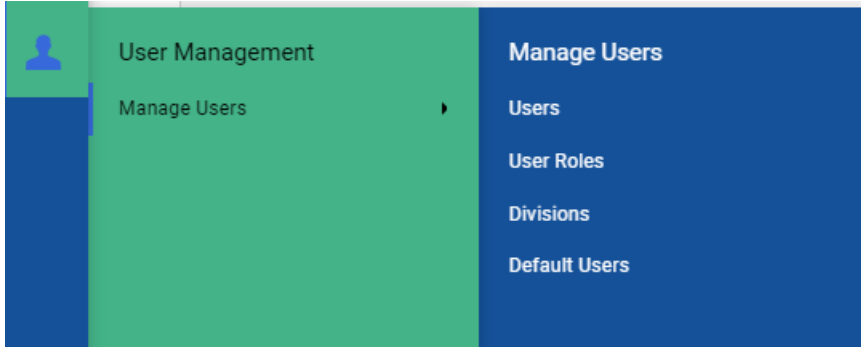 User Management
Manage Users
Manage Users
Users
User Roles
Divisions
Default Users